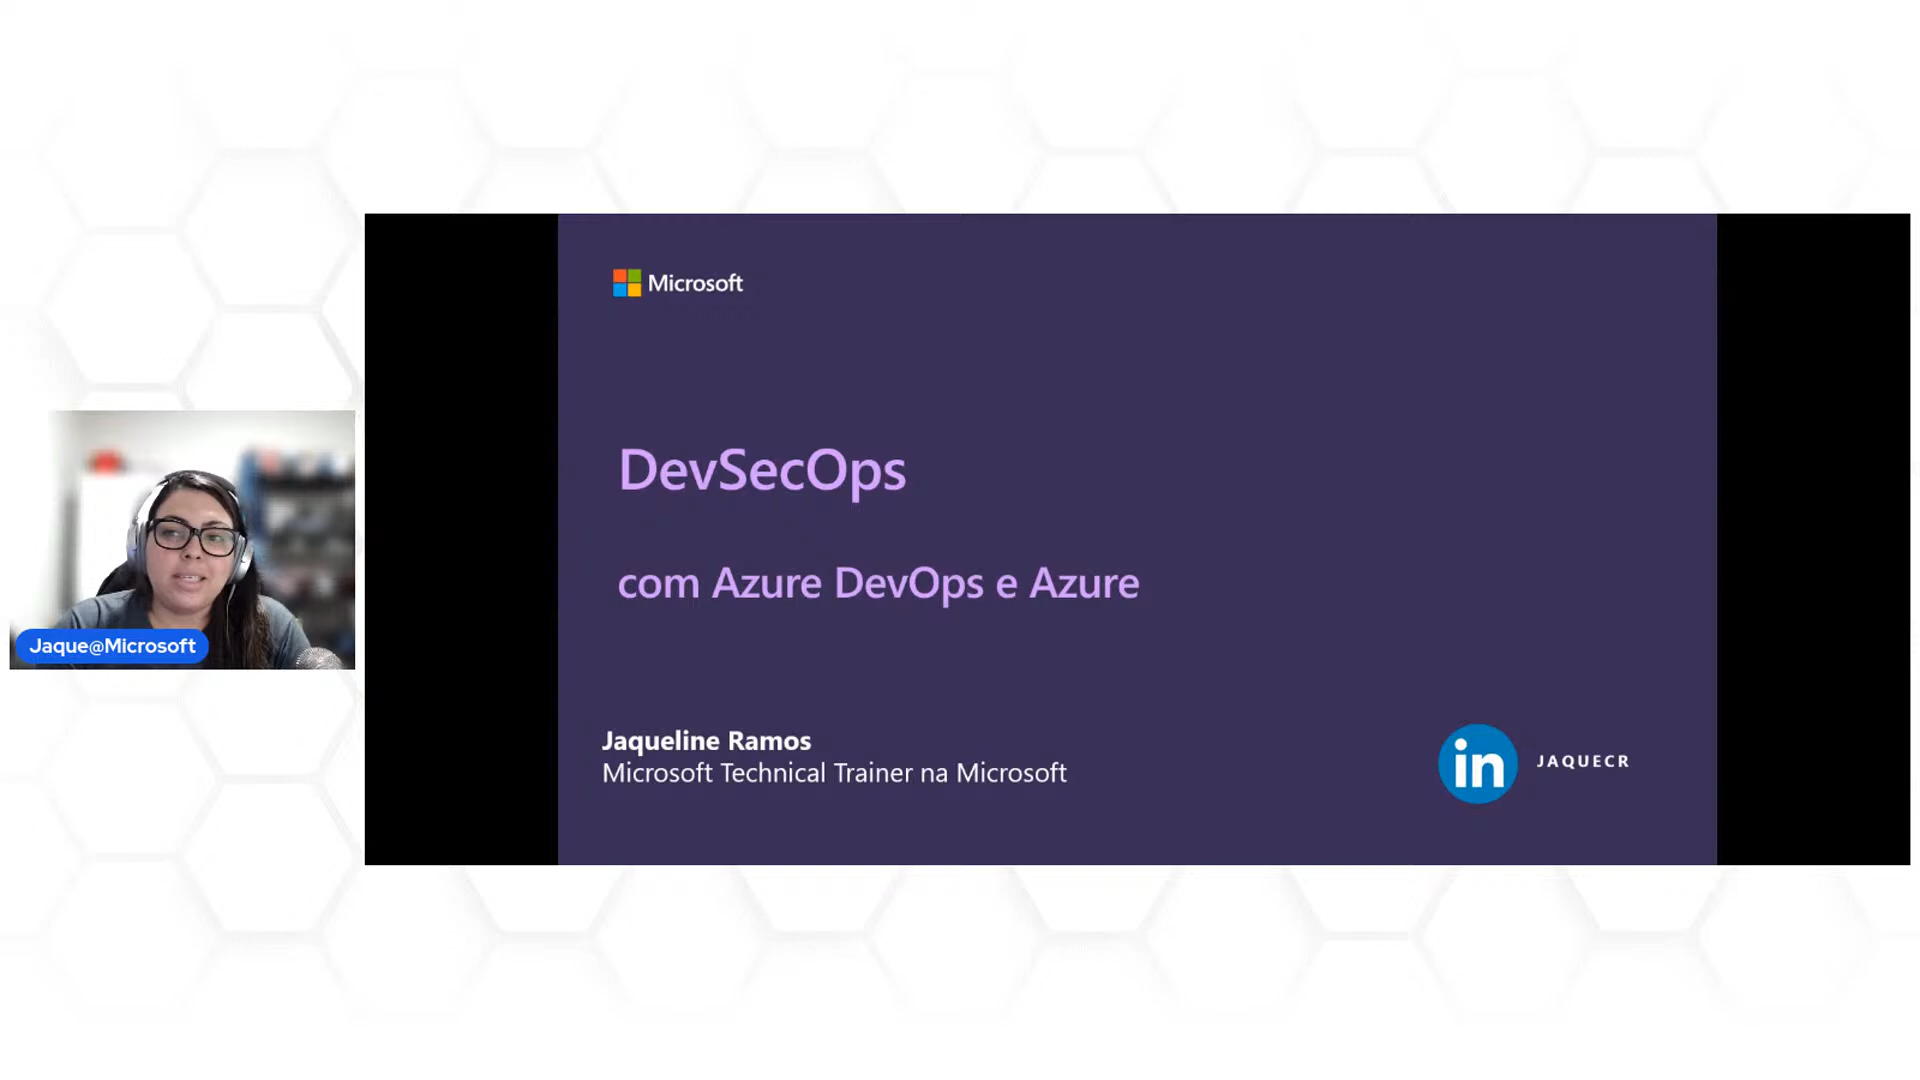 Microsoft
DevSecOps
com Azure DevOps e Azure
Jaque@Microsoft
Jaqueline Ramos
Microsoft Technical Trainer na Microsoft
in JAQUECR